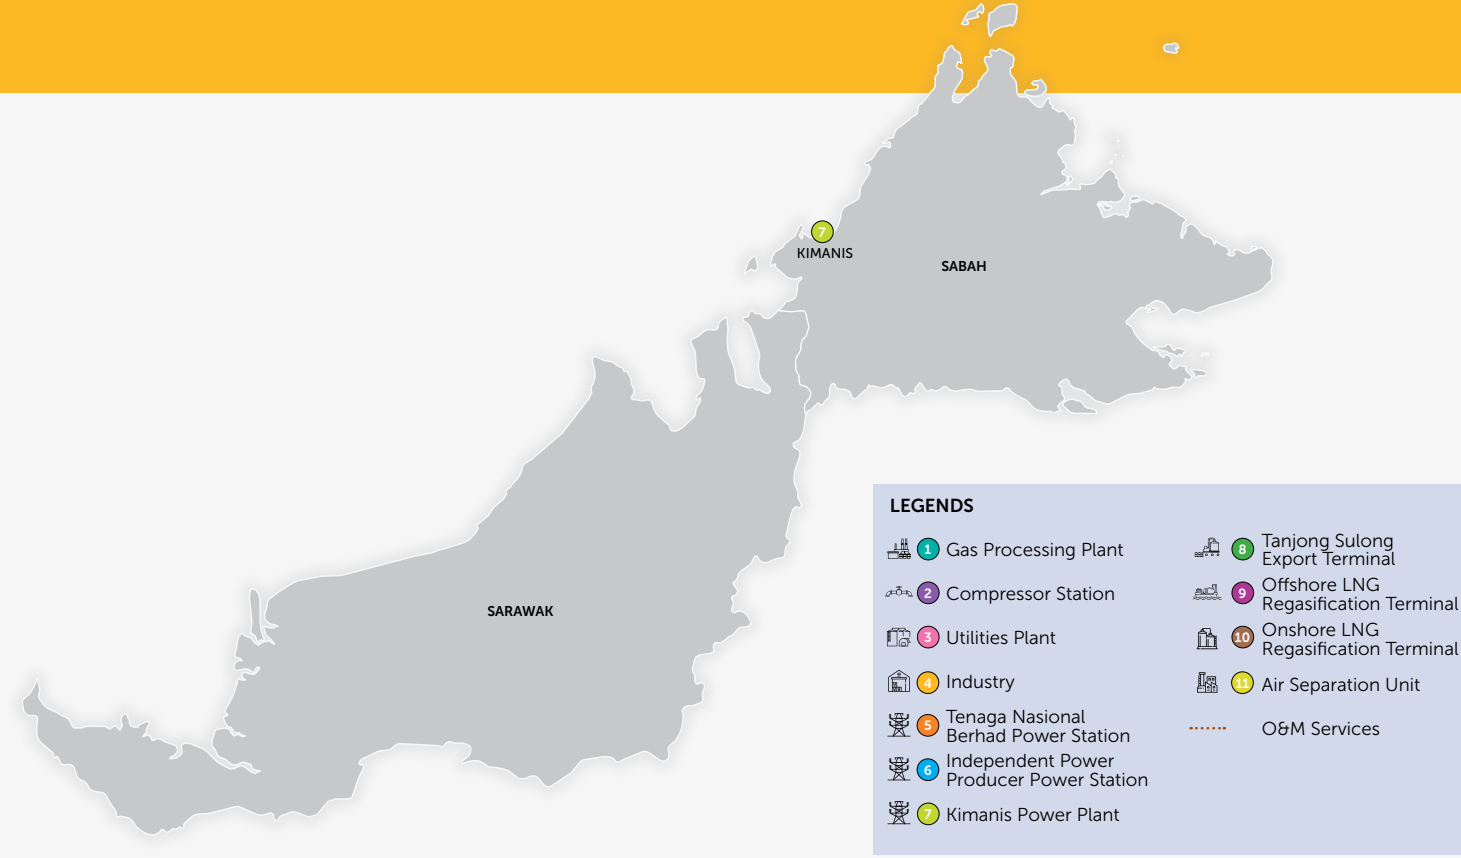 7
KIMANIS
SABAH
SARAWAK
LEGENDS
1 Gas Processing Plant
2 Compressor Station
3 Utilities Plant
4 Industry
5 Tenaga Nasional
Berhad Power Station
6 Independent Power
Producer Power Station
7 Kimanis Power Plant
8 Tanjong Sulong
Export Terminal
9 Offshore LNG
Regasification Terminal
10 Onshore LNG
Regasification Terminal
11 Air Separation Unit
O&M Services